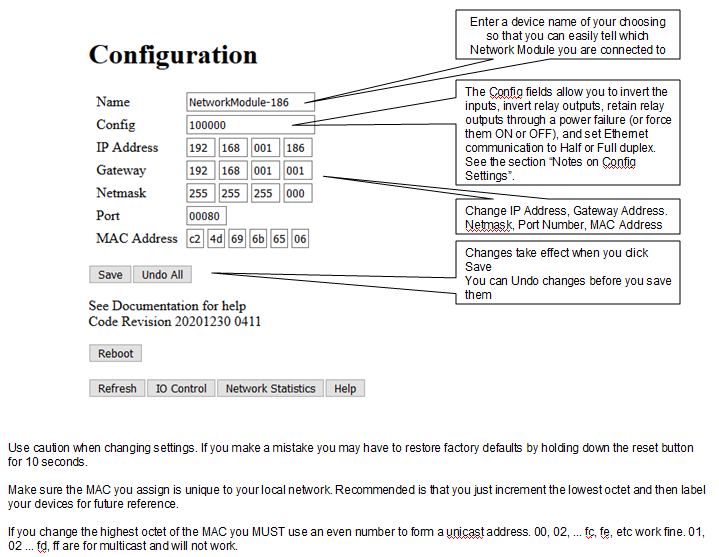 Enter a device name of your choosing
so that you can easily tell which
Network Module you are connected to
Configuration
Name NetworkModule-186
Config 100000
IP Address 192 168 001 186
Gateway 192 168 001 001
Netmask 255 255 255 000
Port 00080
MAC Address c2 4d 69 6b 65 06
The Config fields allow you to invert the
inputs, invert relay outputs, retain relay
outputs through a power failure (or force
them ON or OFF), and set Ethernet
communication to Half or Full duplex.
See the section “Notes on Config
Settings”.
Change IP Address, Gateway Address.
Netmask, Port Number, MAC Address
Changes take effect when you click
Save
You can Undo changes before you save
them
Save Undo All
See Documentation for help
Code Revision 20201230 0411
Reboot
Refresh IO Control Network Statistics Help
Use caution when changing settings. If you make a mistake you may have to restore factory defaults by holding down the reset button
for 10 seconds.
Make sure the MAC you assign is unique to your local network. Recommended is that you just increment the lowest octet and then label
your devices for future reference.
If you change the highest octet of the MAC you MUST use an even number to form a unicast address. 00, 02, ... fc, fe, etc work fine. 01,
02 ... fd, ff are for multicast and will not work.